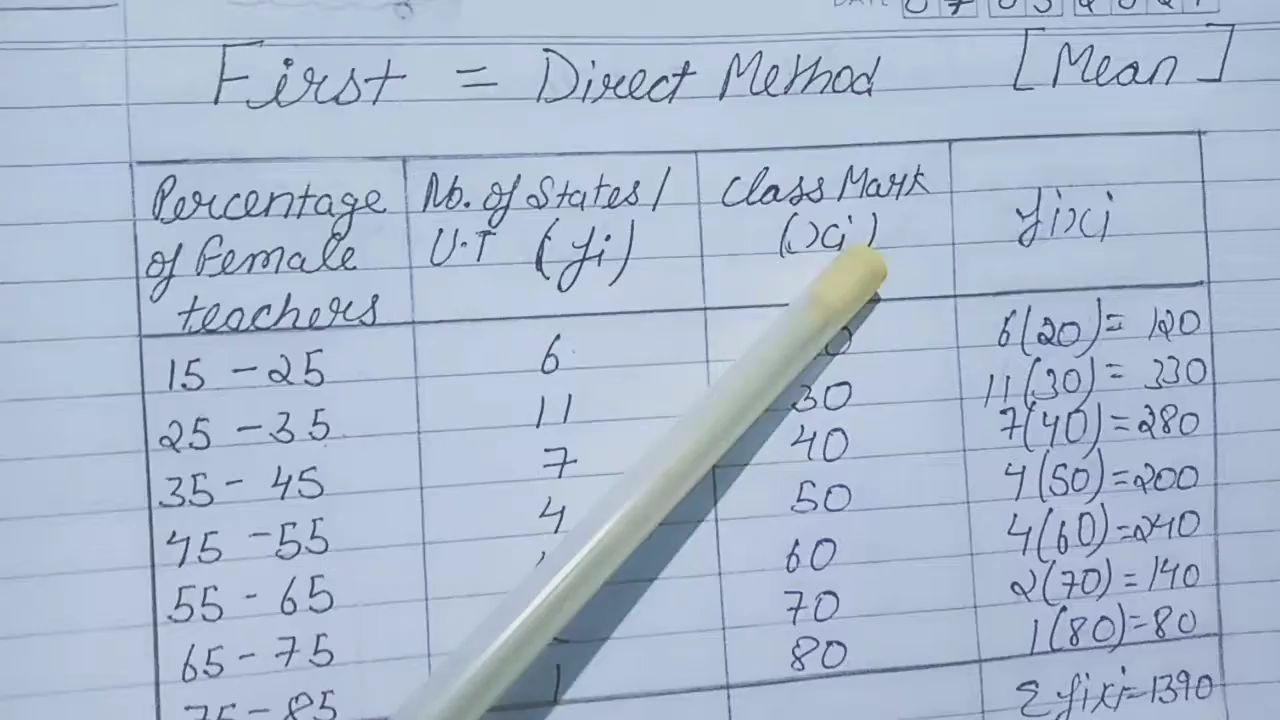 First = Direct Method [Mean]
Percentage of Female teachers | No. of States / U.T (fi) | Class Mark (xi) | fixi
15 - 25 | 6 | 6(20) = 120
25 - 35 | 11 | 30 | 11(30) = 330
35 - 45 | 7 | 40 | 7(40) = 280
45 - 55 | 4 | 50 | 4(50) = 200
55 - 65 | 60 | 4(60) = 240
65 - 75 | 70 | 2(70) = 140
75 - 85 | 1 | 80 | 1(80) = 80
Σfixi = 1390